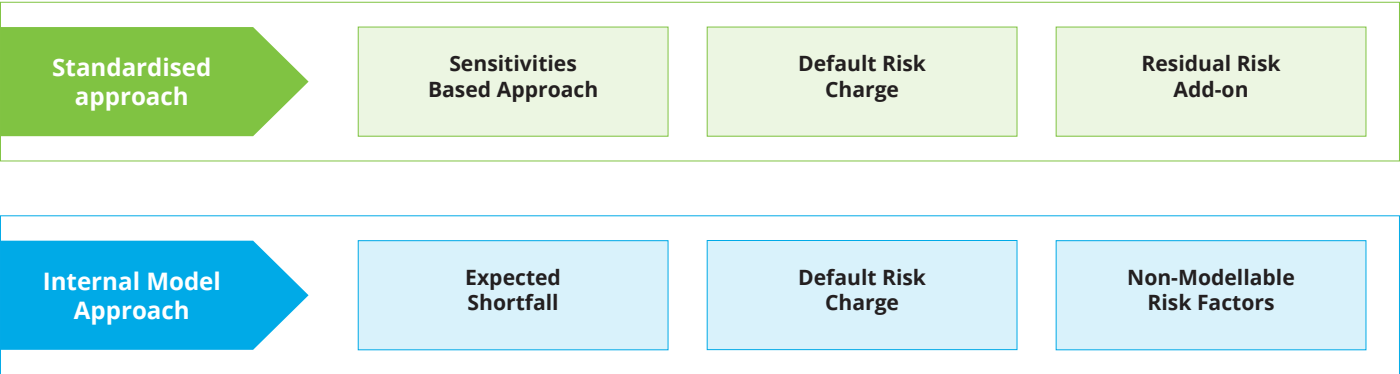 Standardised
approach
Sensitivities
Based Approach
Default Risk
Charge
Residual Risk
Add-on
Internal Model
Approach
Expected
Shortfall
Default Risk
Charge
Non-Modellable
Risk Factors